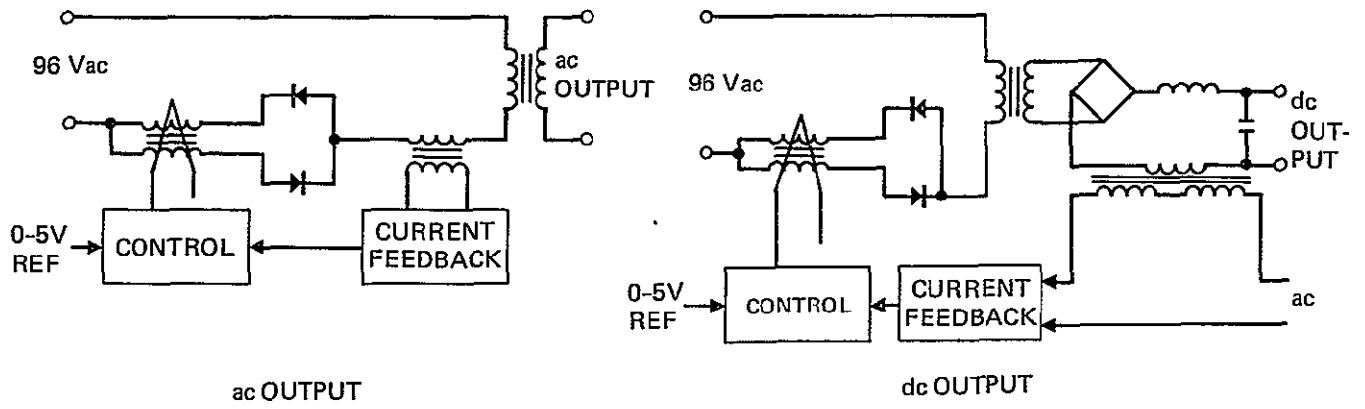 96 Vac
ac
OUTPUT
0-5V
REF
CONTROL
CURRENT
FEEDBACK
ac OUTPUT
96 Vac
dc
OUT-
PUT
0-5V
REF
CONTROL
CURRENT
FEEDBACK
ac
dc OUTPUT